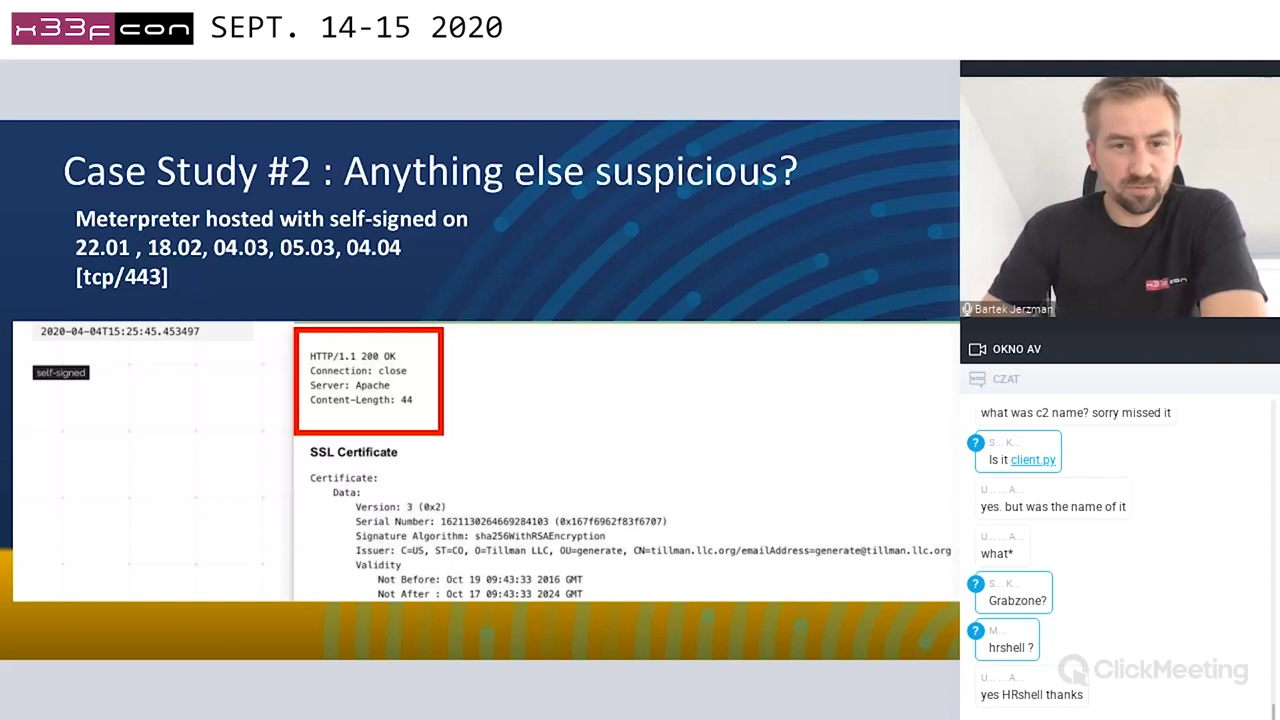 x33fcon SEPT. 14-15 2020
Case Study #2 : Anything else suspicious?
Meterpreter hosted with self-signed on
22.01 , 18.02, 04.03, 05.03, 04.04
[tcp/443]
2020-04-04T15:25:45.453497
self-signed
HTTP/1.1 200 OK
Connection: close
Server: Apache
Content-Length: 44
SSL Certificate
Certificate:
Data:
Version: 3 (0x2)
Serial Number: 1621130264669284103 (0x167f6962f83f6707)
Signature Algorithm: sha256WithRSAEncryption
Issuer: C=US, ST=CO, O=Tillman LLC, OU=generate, CN=tillman.llc.org/emailAddress=generate@tillman.llc.org
Validity
Not Before: Oct 19 09:43:33 2016 GMT
Not After : Oct 17 09:43:33 2024 GMT
x33fcon
Bartek Jerzman
OKNO AV
CZAT
what was c2 name? sorry missed it
?
S... K...
Is it client.py
U... ... A...
yes. but was the name of it
U... ... A...
what*
?
S... K...
Grabzone?
?
M...
hrshell ?
U... ... A...
yes HRshell thanks
ClickMeeting